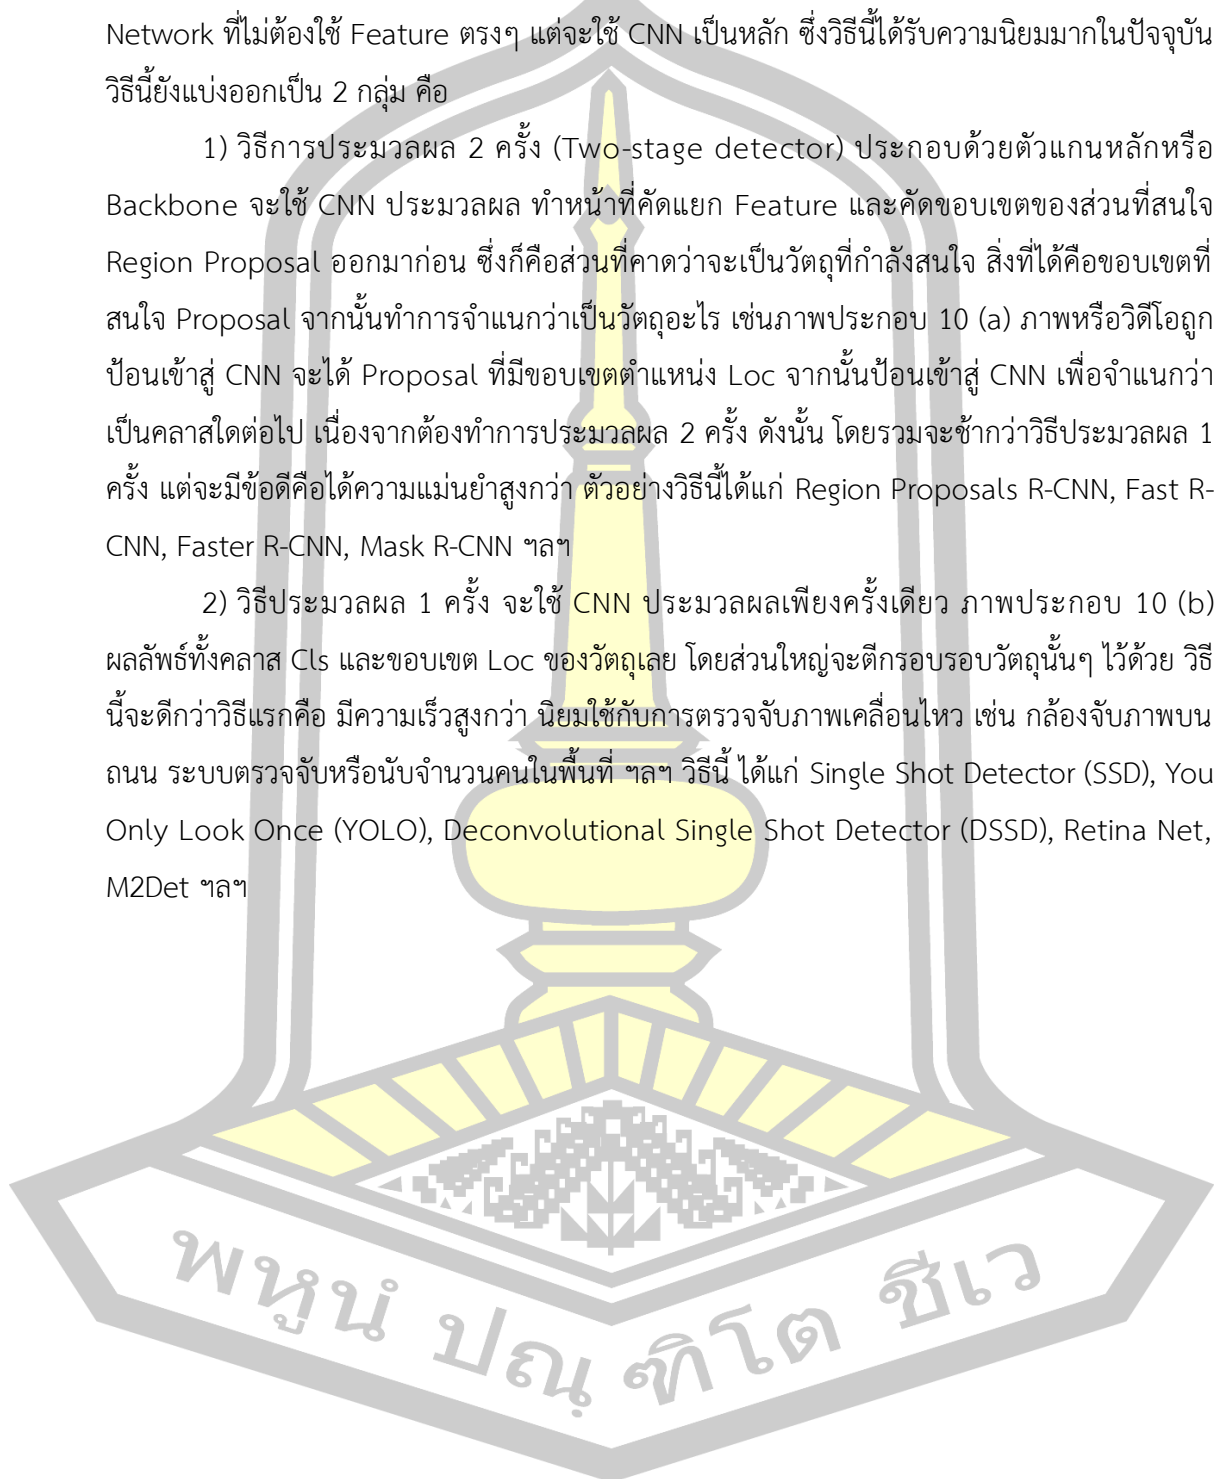 Network ที่ไม่ต้องใช้ Feature ตรงๆ แต่จะใช้ CNN เป็นหลัก ซึ่งวิธีนี้ได้รับความนิยมมากในปัจจุบัน
วิธีนี้ยังแบ่งออกเป็น 2 กลุ่ม คือ
1) วิธีการประมวลผล 2 ครั้ง (Two-stage detector) ประกอบด้วยตัวแกนหลักหรือ
Backbone จะใช้ CNN ประมวลผล ทำหน้าที่คัดแยก Feature และคัดขอบเขตของส่วนที่สนใจ
Region Proposal ออกมาก่อน ซึ่งก็คือส่วนที่คาดว่าจะเป็นวัตถุที่กำลังสนใจ สิ่งที่ได้คือขอบเขตที่
สนใจ Proposal จากนั้นทำการจำแนกว่าเป็นวัตถุอะไร เช่นภาพประกอบ 10 (a) ภาพหรือวิดีโอถูก
ป้อนเข้าสู่ CNN จะได้ Proposal ที่มีขอบเขตตำแหน่ง Loc จากนั้นป้อนเข้าสู่ CNN เพื่อจำแนกว่า
เป็นคลาสใดต่อไป เนื่องจากต้องทำการประมวลผล 2 ครั้ง ดังนั้น โดยรวมจะช้ากว่าวิธีประมวลผล 1
ครั้ง แต่จะมีข้อดีคือได้ความแม่นยำสูงกว่า ตัวอย่างวิธีนี้ได้แก่ Region Proposals R-CNN, Fast R-
CNN, Faster R-CNN, Mask R-CNN ฯลฯ
2) วิธีประมวลผล 1 ครั้ง จะใช้ CNN ประมวลผลเพียงครั้งเดียว ภาพประกอบ 10 (b)
ผลลัพธ์ทั้งคลาส Cls และขอบเขต Loc ของวัตถุเลย โดยส่วนใหญ่จะตีกรอบรอบวัตถุนั้นๆ ไว้ด้วย วิธี
นี้จะดีกว่าวิธีแรกคือ มีความเร็วสูงกว่า นิยมใช้กับการตรวจจับภาพเคลื่อนไหว เช่น กล้องจับภาพบน
ถนน ระบบตรวจจับหรือนับจำนวนคนในพื้นที่ ฯลฯ วิธีนี้ ได้แก่ Single Shot Detector (SSD), You
Only Look Once (YOLO), Deconvolutional Single Shot Detector (DSSD), Retina Net,
M2Det ฯลฯ
พหูนํ ปณฺฑิโต ชีเว